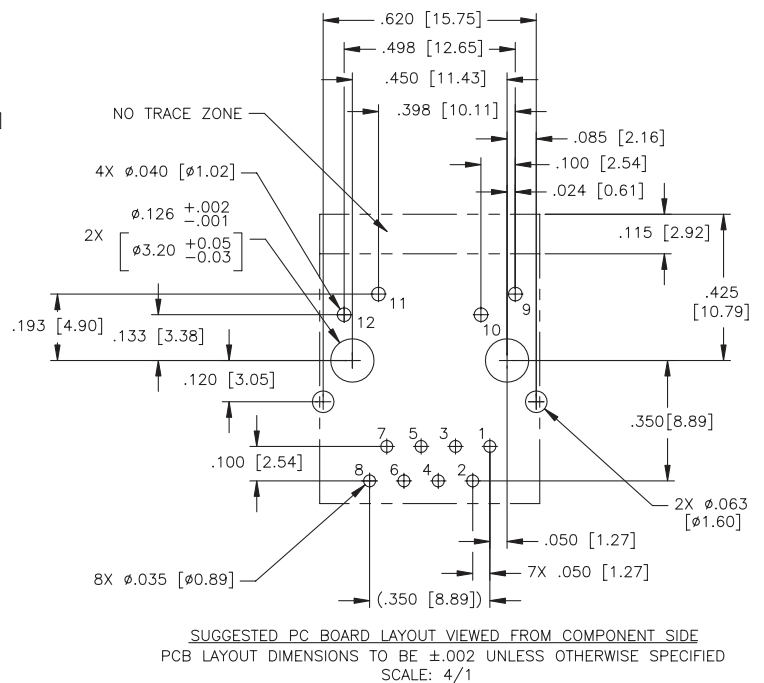 .620 [15.75]
.498 [12.65]
.450 [11.43]
.398 [10.11]
NO TRACE ZONE
.085 [2.16]
4X ø.040 [ø1.02]
.100 [2.54]
.024 [0.61]
ø.126 +.002 -.001
2X [ø3.20 +0.05 -0.03]
.115 [2.92]
11
9
12
10
.193 [4.90]
.133 [3.38]
.425
[10.79]
.120 [3.05]
.350[8.89]
7 5 3 1
.100 [2.54]
8 6 4 2
2X ø.063
[ø1.60]
.050 [1.27]
8X ø.035 [ø0.89]
7X .050 [1.27]
(.350 [8.89])
SUGGESTED PC BOARD LAYOUT VIEWED FROM COMPONENT SIDE
PCB LAYOUT DIMENSIONS TO BE ±.002 UNLESS OTHERWISE SPECIFIED
SCALE: 4/1